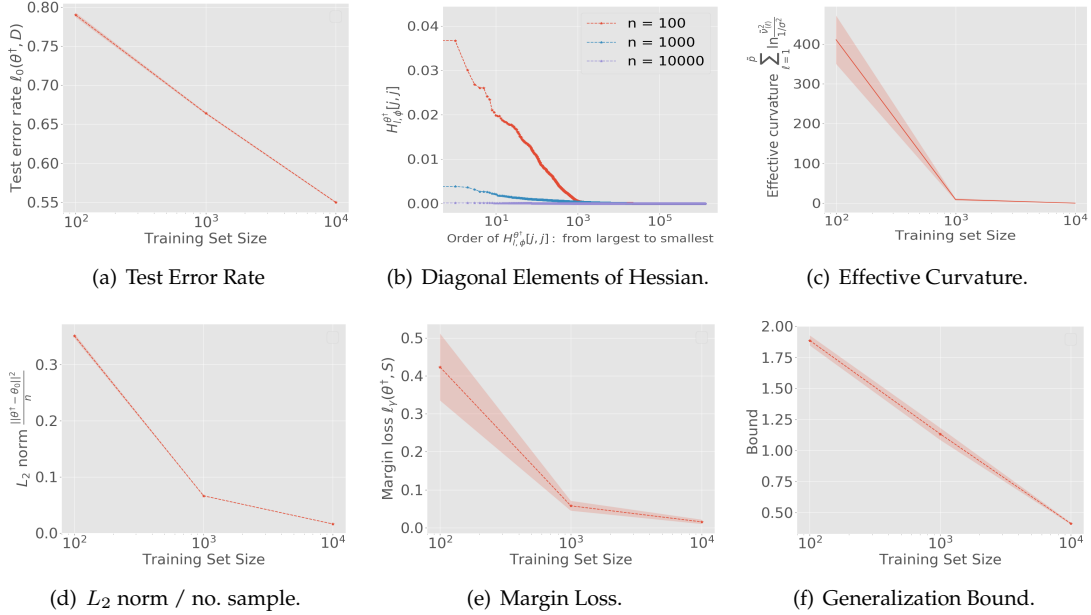 0.80
0.75
0.70
0.65
0.60
0.55
10²
10³
10⁴
Test error rate ℓ₀(θ†, D)
Training Set Size
(a) Test Error Rate
0.04
0.02
0.00
10¹
10³
10⁵
n = 100
n = 1000
n = 10000
H^{θ†}_{l,ϕ}[j, j]
Order of H^{θ†}_{l,ϕ}[j, j]: from largest to smallest
(b) Diagonal Elements of Hessian.
400
300
200
100
0
10²
10³
10⁴
Training set Size
(c) Effective Curvature.
0.3
0.2
0.1
0.0
10²
10³
10⁴
L₂ norm ||θ† − θ₀||²/n
Training Set Size
(d) L₂ norm / no. sample.
0.5
0.4
0.3
0.2
0.1
0.0
10²
10³
10⁴
Margin loss ℓᵧ(θ†, S)
Training Set Size
(e) Margin Loss.
2.00
1.75
1.50
1.25
1.00
0.75
0.50
10²
10³
10⁴
Bound
Training Set Size
(f) Generalization Bound.